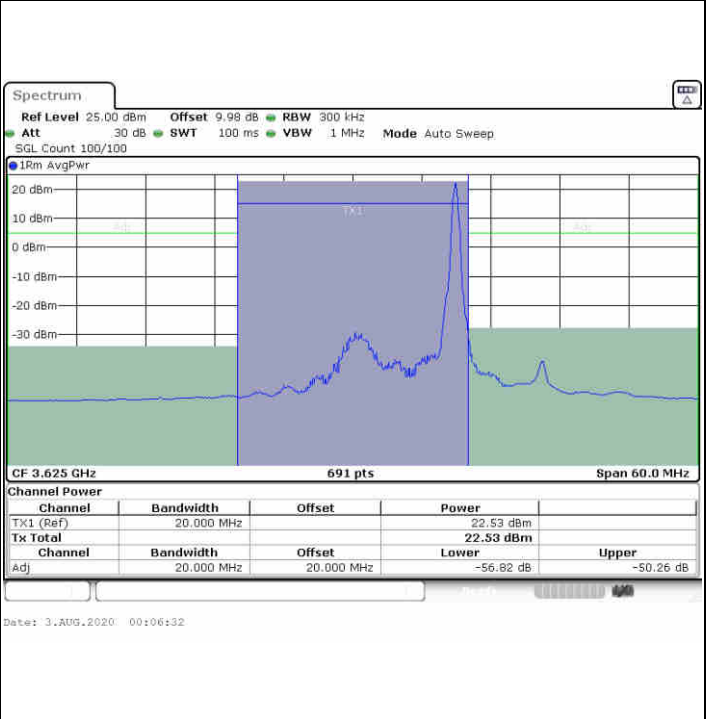 Spectrum
Ref Level 25.00 dBm Offset 9.98 dB RBW 300 kHz
Att 30 dB SWT 100 ms VBW 1 MHz Mode Auto Sweep
SGL Count 100/100
1Rm AvgPwr
20 dBm
TX1
10 dBm
Adj Adj
0 dBm
-10 dBm
-20 dBm
-30 dBm
CF 3.625 GHz 691 pts Span 60.0 MHz
Channel Power
Channel Bandwidth Offset Power
TX1 (Ref) 20.000 MHz 22.53 dBm
Tx Total 22.53 dBm
Channel Bandwidth Offset Lower Upper
Adj 20.000 MHz 20.000 MHz -56.82 dB -50.26 dB
Date: 3.AUG.2020 00:06:32